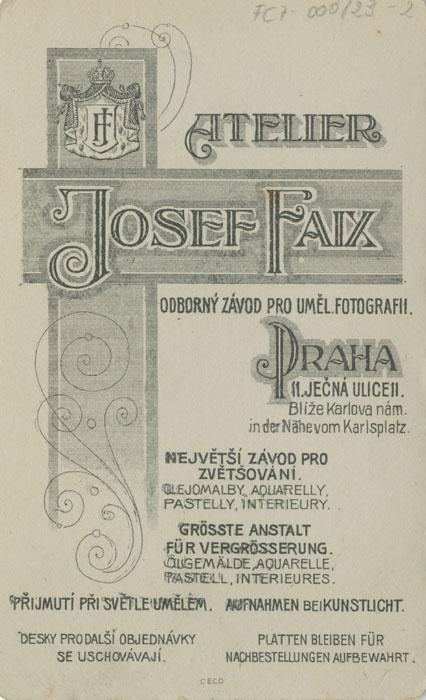 FC7-000/23-2
FJ
ATELIER
JOSEF FAIX
ODBORNÝ ZÁVOD PRO UMĚL. FOTOGRAFII.
PRAHA
11. JEČNÁ ULICE 11.
Blíže Karlova nám.
in der Nähe vom Karlsplatz.
NEJVĚTŠÍ ZÁVOD PRO
ZVĚTŠOVÁNÍ.
OLEJOMALBY, AQUARELLY,
PASTELLY, INTERIEURY.
GRÖSSTE ANSTALT
FÜR VERGRÖSSERUNG.
ÖLGEMÄLDE, AQUARELLE,
PASTELL, INTERIEURES.
PŘIJMUTÍ PŘI SVĚTLE UMĚLÉM. AUFNAHMEN BEI KUNSTLICHT.
DESKY PRO DALŠÍ OBJEDNÁVKY
SE USCHOVÁVAJÍ.
PLATTEN BLEIBEN FÜR
NACHBESTELLUNGEN AUFBEWAHRT.
CECO